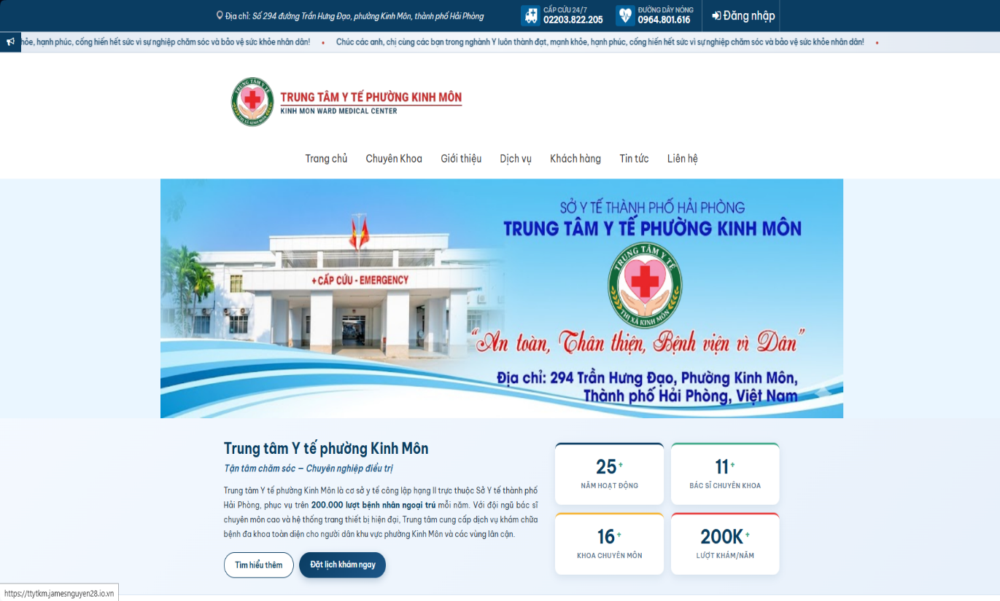 Địa chỉ: Số 294 đường Trần Hưng Đạo, phường Kinh Môn, thành phố Hải Phòng
CẤP CỨU 24/7
02203.822.205
ĐƯỜNG DÂY NÓNG
0964.801.616
Đăng nhập
hỏe, hạnh phúc, cống hiến hết sức vì sự nghiệp chăm sóc và bảo vệ sức khỏe nhân dân! • Chúc các anh, chị cùng các bạn trong nghành Y luôn thành đạt, mạnh khỏe, hạnh phúc, cống hiến hết sức vì sự nghiệp chăm sóc và bảo vệ sức khỏe nhân dân! •
TRUNG TÂM Y TẾ
THỊ XÃ KINH MÔN
TRUNG TÂM Y TẾ PHƯỜNG KINH MÔN
KINH MON WARD MEDICAL CENTER
Trang chủ Chuyên Khoa Giới thiệu Dịch vụ Khách hàng Tin tức Liên hệ
SỞ Y TẾ THÀNH PHỐ HẢI PHÒNG
TRUNG TÂM Y TẾ PHƯỜNG KINH MÔN
TRUNG TÂM Y TẾ
THỊ XÃ KINH MÔN
+CẤP CỨU - EMERGENCY
“An toàn, Thân thiện, Bệnh viện vì Dân”
Địa chỉ: 294 Trần Hưng Đạo, Phường Kinh Môn,
Thành phố Hải Phòng, Việt Nam
Trung tâm Y tế phường Kinh Môn
Tận tâm chăm sóc – Chuyên nghiệp điều trị
Trung tâm Y tế phường Kinh Môn là cơ sở y tế công lập hạng II trực thuộc Sở Y tế thành phố
Hải Phòng, phục vụ trên 200.000 lượt bệnh nhân ngoại trú mỗi năm. Với đội ngũ bác sĩ
chuyên môn cao và hệ thống trang thiết bị hiện đại, Trung tâm cung cấp dịch vụ khám chữa
bệnh đa khoa toàn diện cho người dân khu vực phường Kinh Môn và các vùng lân cận.
Tìm hiểu thêm
Đặt lịch khám ngay
25+
NĂM HOẠT ĐỘNG
11+
BÁC SĨ CHUYÊN KHOA
16+
KHOA CHUYÊN MÔN
200K+
LƯỢT KHÁM/NĂM
https://ttytkm.jamesnguyen28.io.vn